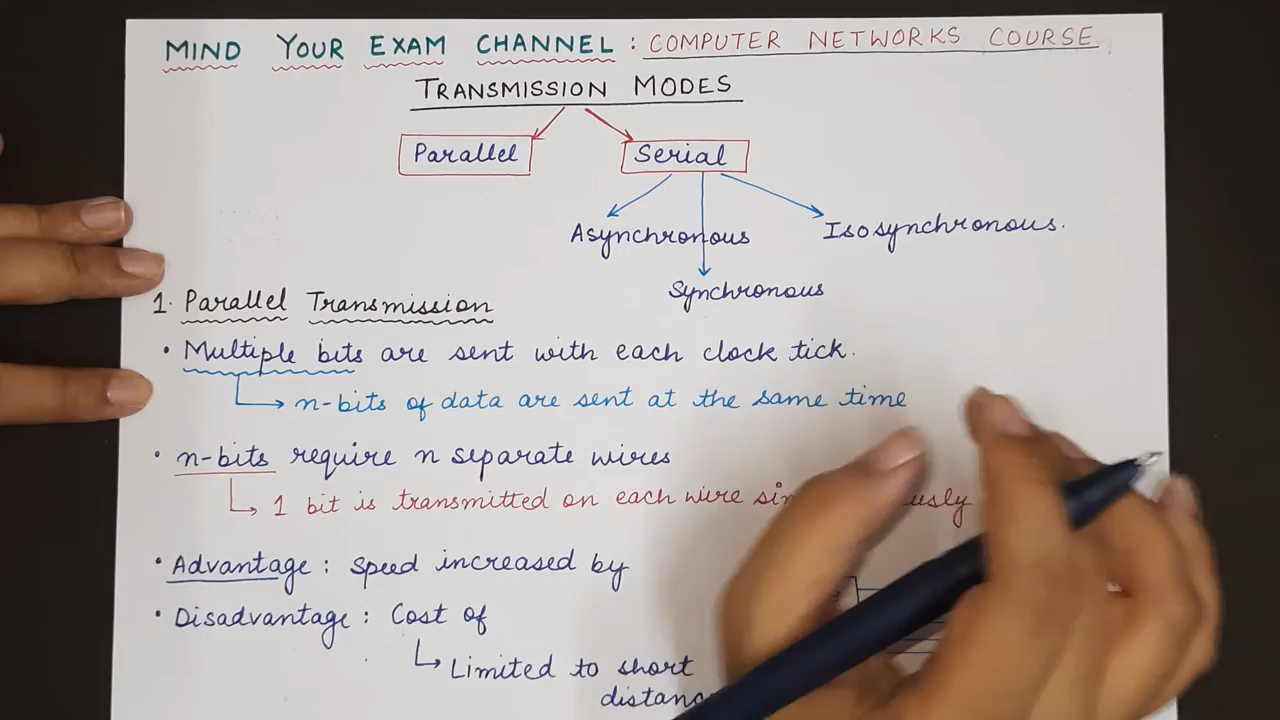 MIND YOUR EXAM CHANNEL : COMPUTER NETWORKS COURSE
TRANSMISSION MODES
Parallel Serial
Asynchronous Isosynchronous.
Synchronous
1. Parallel Transmission
• Multiple bits are sent with each clock tick.
n-bits of data are sent at the same time
• n-bits require n separate wires
1 bit is transmitted on each wire
• Advantage : Speed increased by
• Disadvantage : Cost of
Limited to short